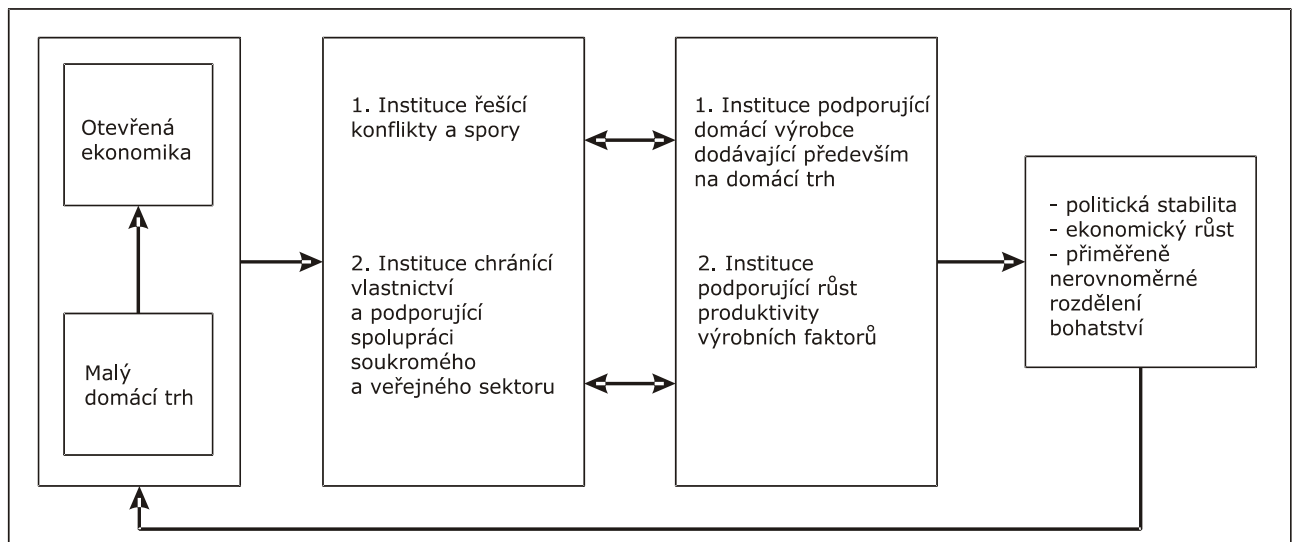 Otevřená
ekonomika
Malý
domácí trh
1. Instituce řešící
konflikty a spory
2. Instituce chránící
vlastnictví
a podporující
spolupráci
soukromého
a veřejného sektoru
1. Instituce podporující
domácí výrobce
dodávající především
na domácí trh
2. Instituce
podporující růst
produktivity
výrobních faktorů
- politická stabilita
- ekonomický růst
- přiměřeně
nerovnoměrné
rozdělení
bohatství